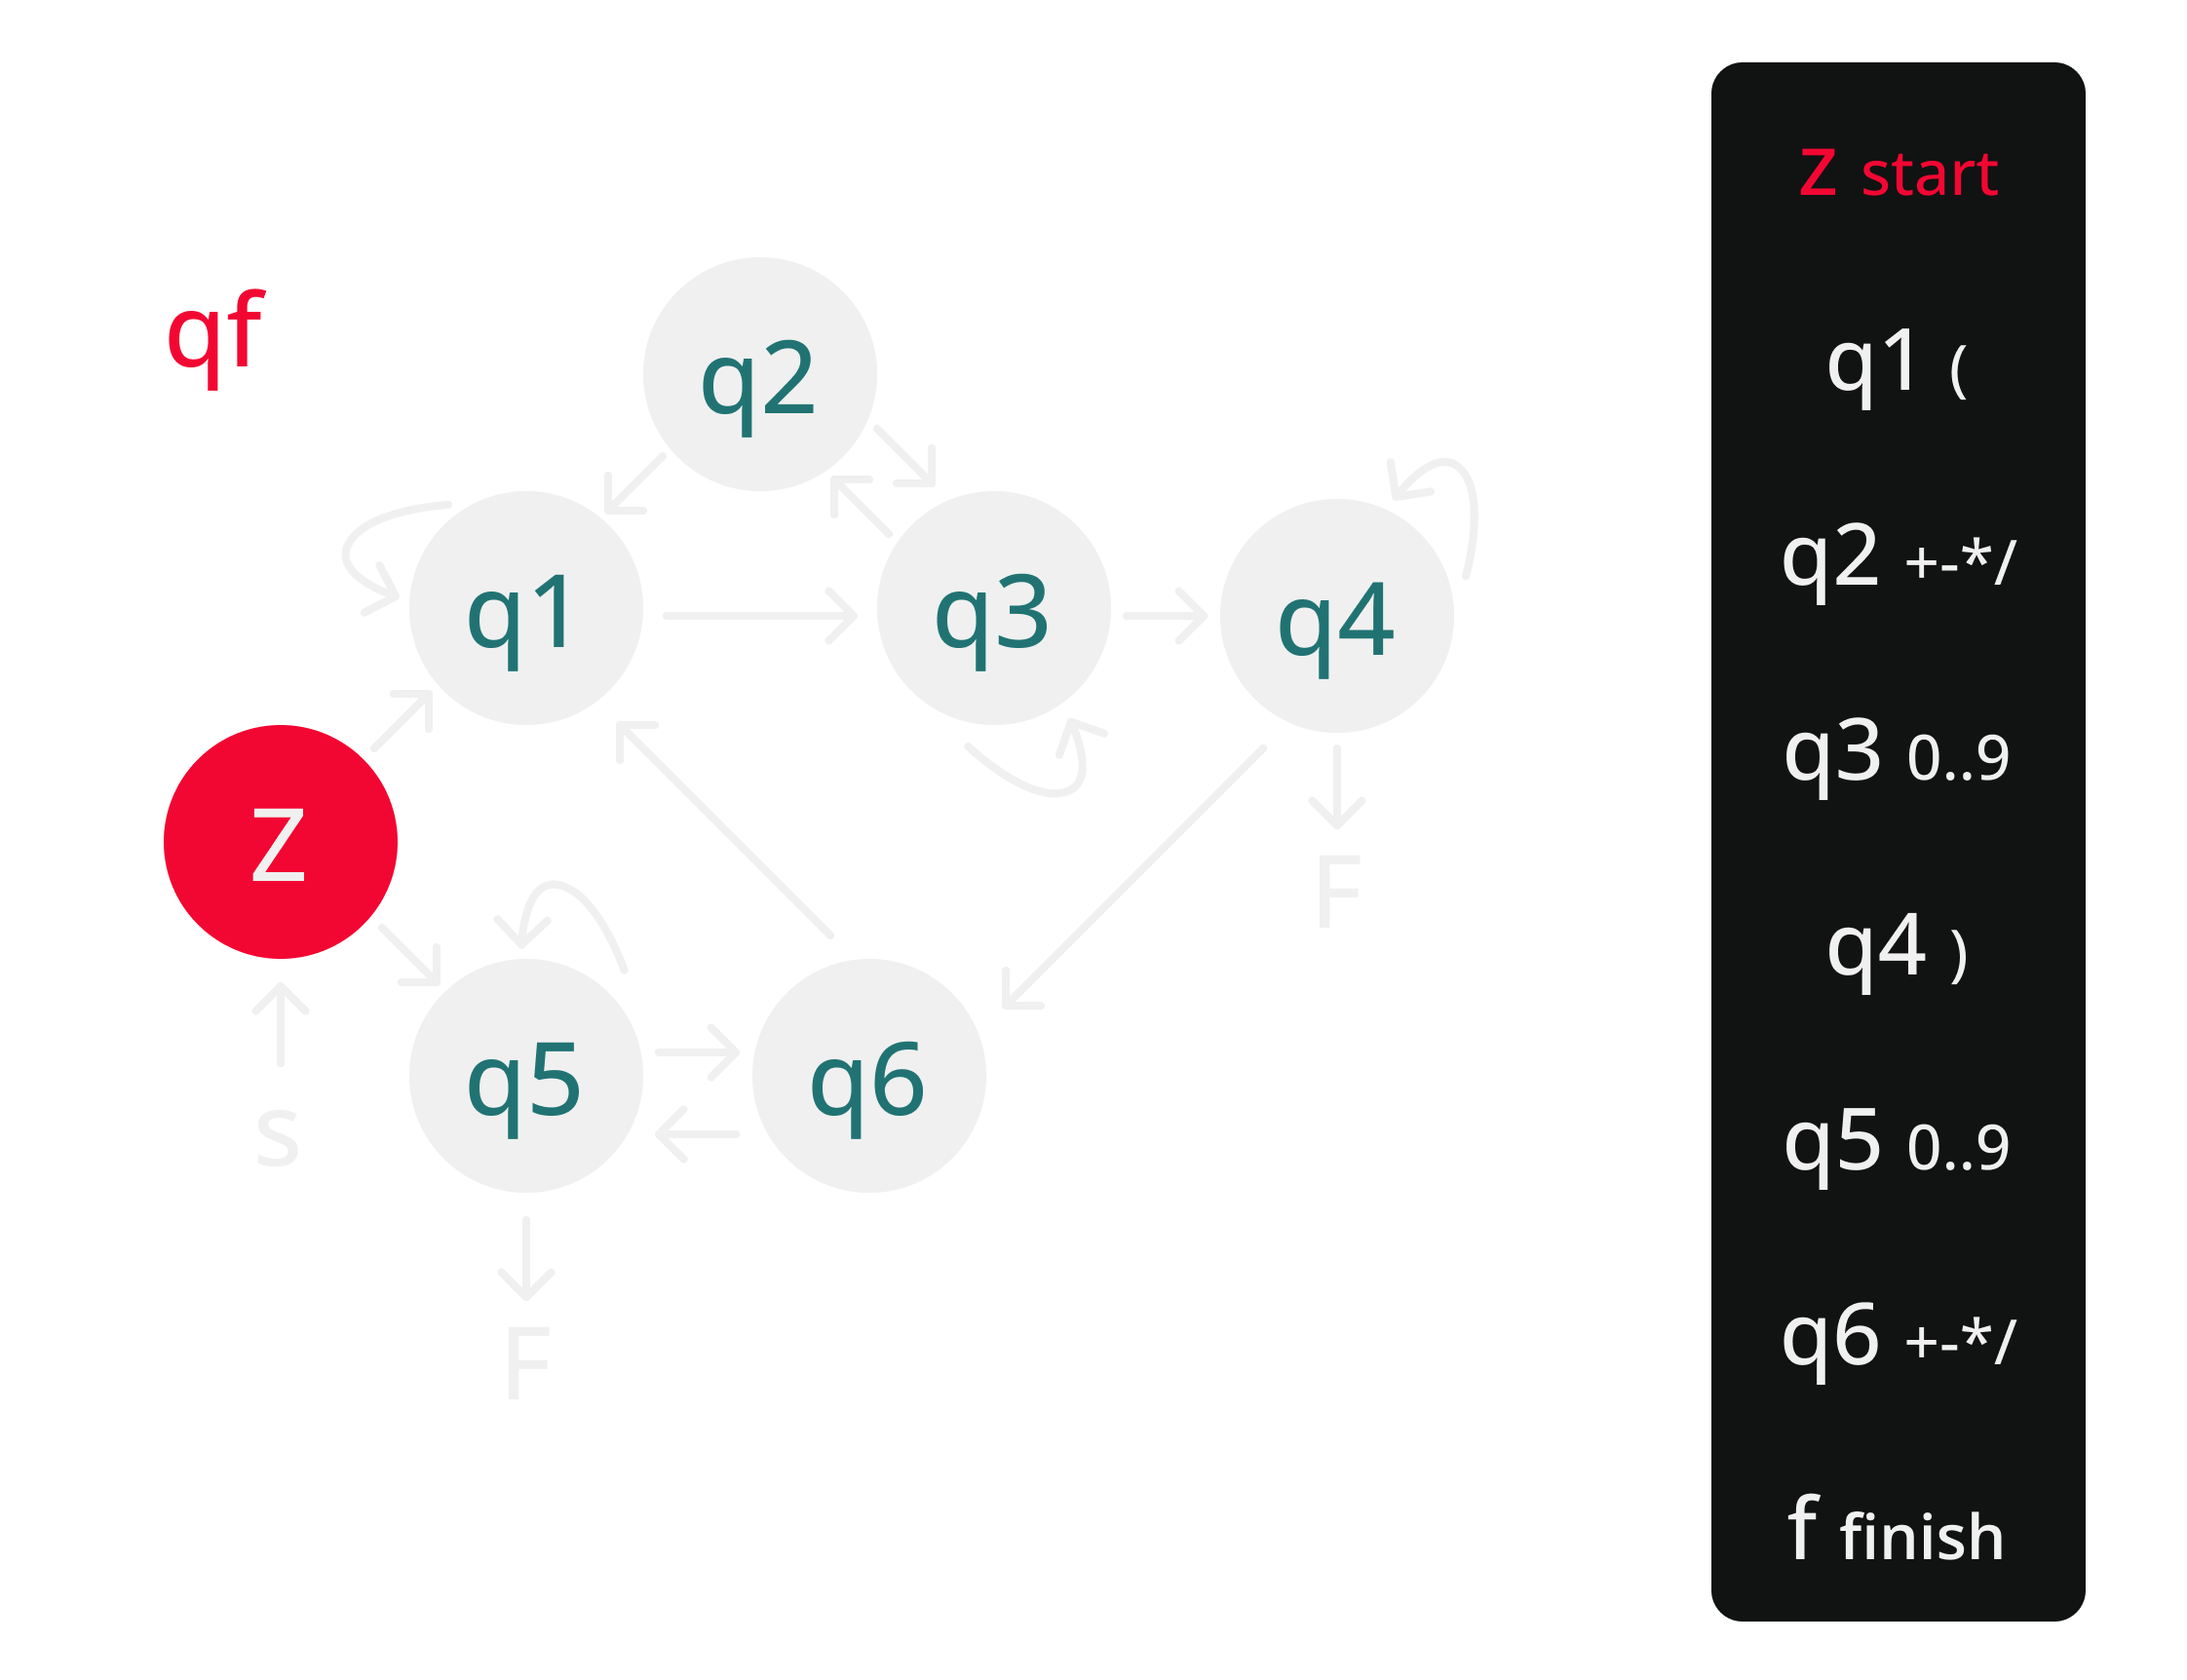 qf
q2
q1
q3
q4
Z
F
q5
q6
s
F
Z start
q1 (
q2 +-*/
q3 0..9
q4 )
q5 0..9
q6 +-*/
f finish